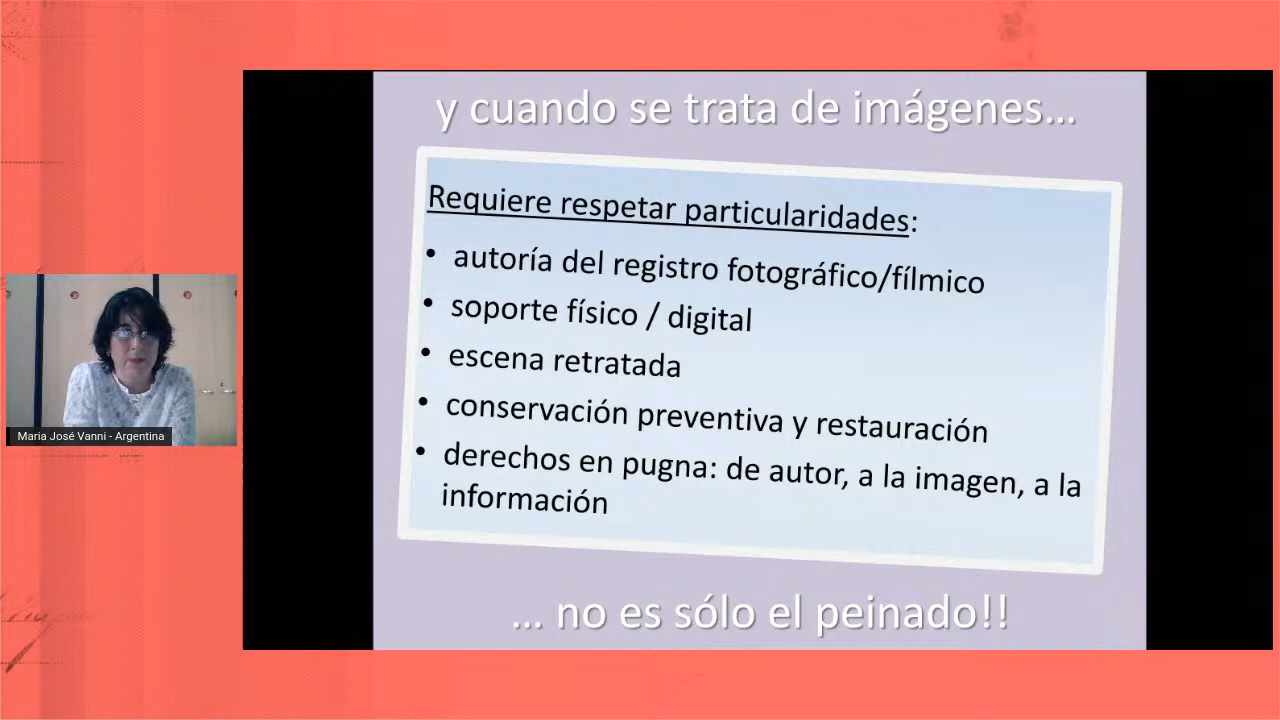 y cuando se trata de imágenes...
Requiere respetar particularidades:
• autoría del registro fotográfico/fílmico
• soporte físico / digital
• escena retratada
• conservación preventiva y restauración
• derechos en pugna: de autor, a la imagen, a la
información
... no es sólo el peinado!!
Maria José Vanni - Argentina